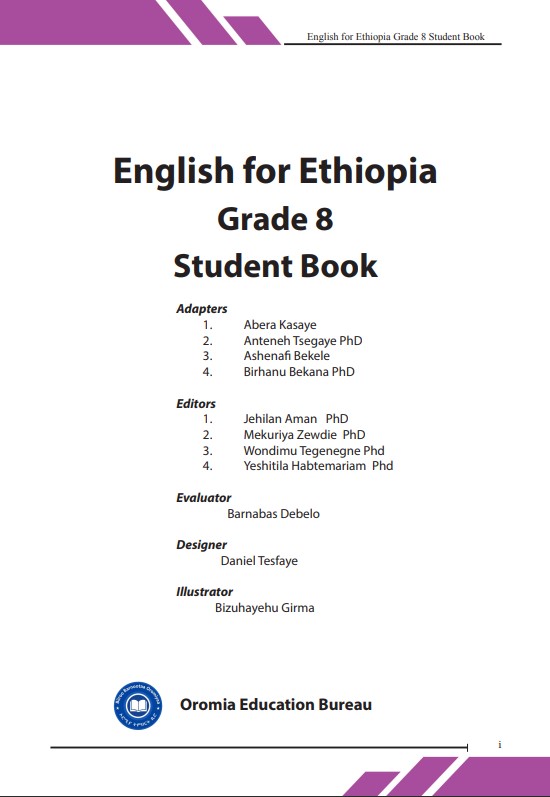 English for Ethiopia Grade 8 Student Book
English for Ethiopia
Grade 8
Student Book
Adapters
1. Abera Kasaye
2. Anteneh Tsegaye PhD
3. Ashenafi Bekele
4. Birhanu Bekana PhD
Editors
1. Jehilan Aman PhD
2. Mekuriya Zewdie PhD
3. Wondimu Tegenegne Phd
4. Yeshitila Habtemariam Phd
Evaluator
Barnabas Debelo
Designer
Daniel Tesfaye
Illustrator
Bizuhayehu Girma
Oromia Education Bureau
i